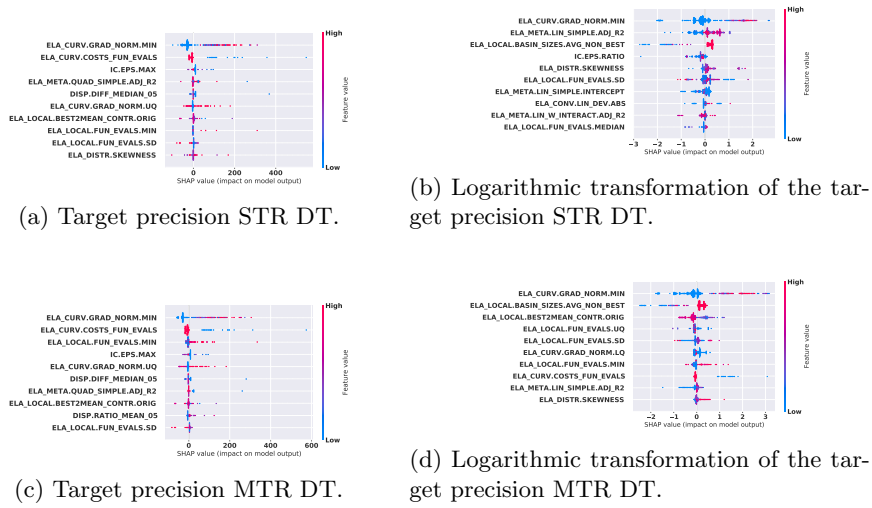 ELA_CURV.GRAD_NORM.MIN
ELA_CURV.COSTS_FUN_EVALS
IC.EPS.MAX
ELA_META.QUAD_SIMPLE.ADJ_R2
DISP.DIFF_MEDIAN_05
ELA_CURV.GRAD_NORM.UQ
ELA_LOCAL.BEST2MEAN_CONTR.ORIG
ELA_LOCAL.FUN_EVALS.MIN
ELA_LOCAL.FUN_EVALS.SD
ELA_DISTR.SKEWNESS
0 200 400
SHAP value (impact on model output)
High
Feature value
Low
(a) Target precision STR DT.
ELA_CURV.GRAD_NORM.MIN
ELA_META.LIN_SIMPLE.ADJ_R2
ELA_LOCAL.BASIN_SIZES.AVG_NON_BEST
IC.EPS.RATIO
ELA_DISTR.SKEWNESS
ELA_LOCAL.FUN_EVALS.SD
ELA_META.LIN_SIMPLE.INTERCEPT
ELA_CONV.LIN_DEV.ABS
ELA_META.LIN_W_INTERACT.ADJ_R2
ELA_LOCAL.FUN_EVALS.MEDIAN
−3 −2 −1 0 1 2
SHAP value (impact on model output)
High
Feature value
Low
(b) Logarithmic transformation of the tar-
get precision STR DT.
ELA_CURV.GRAD_NORM.MIN
ELA_CURV.COSTS_FUN_EVALS
ELA_LOCAL.FUN_EVALS.MIN
IC.EPS.MAX
ELA_CURV.GRAD_NORM.UQ
DISP.DIFF_MEDIAN_05
ELA_META.QUAD_SIMPLE.ADJ_R2
ELA_LOCAL.BEST2MEAN_CONTR.ORIG
DISP.RATIO_MEAN_05
ELA_LOCAL.FUN_EVALS.SD
0 200 400 600
SHAP value (impact on model output)
High
Feature value
Low
(c) Target precision MTR DT.
ELA_CURV.GRAD_NORM.MIN
ELA_LOCAL.BASIN_SIZES.AVG_NON_BEST
ELA_LOCAL.BEST2MEAN_CONTR.ORIG
ELA_LOCAL.FUN_EVALS.UQ
ELA_LOCAL.FUN_EVALS.SD
ELA_CURV.GRAD_NORM.LQ
ELA_LOCAL.FUN_EVALS.MIN
ELA_CURV.COSTS_FUN_EVALS
ELA_META.LIN_SIMPLE.ADJ_R2
ELA_DISTR.SKEWNESS
−2 −1 0 1 2 3
SHAP value (impact on model output)
High
Feature value
Low
(d) Logarithmic transformation of the tar-
get precision MTR DT.